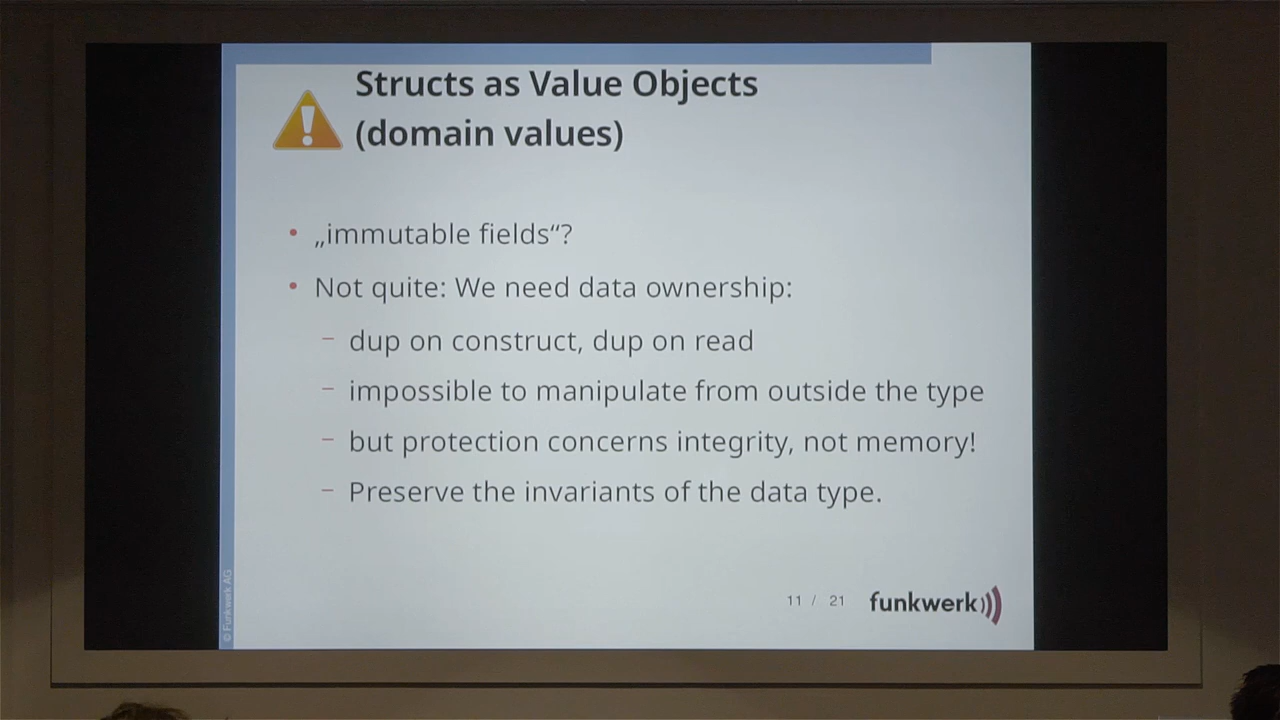 Structs as Value Objects
(domain values)
• „immutable fields“?
• Not quite: We need data ownership:
– dup on construct, dup on read
– impossible to manipulate from outside the type
– but protection concerns integrity, not memory!
– Preserve the invariants of the data type.
© Funkwerk AG
11 / 21
funkwerk